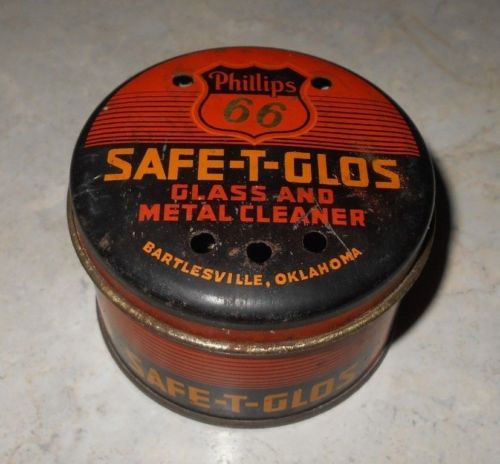 Phillips
66
SAFE-T-GLOS
GLASS AND
METAL CLEANER
BARTLESVILLE, OKLAHOMA
SAFE-T-GLOS